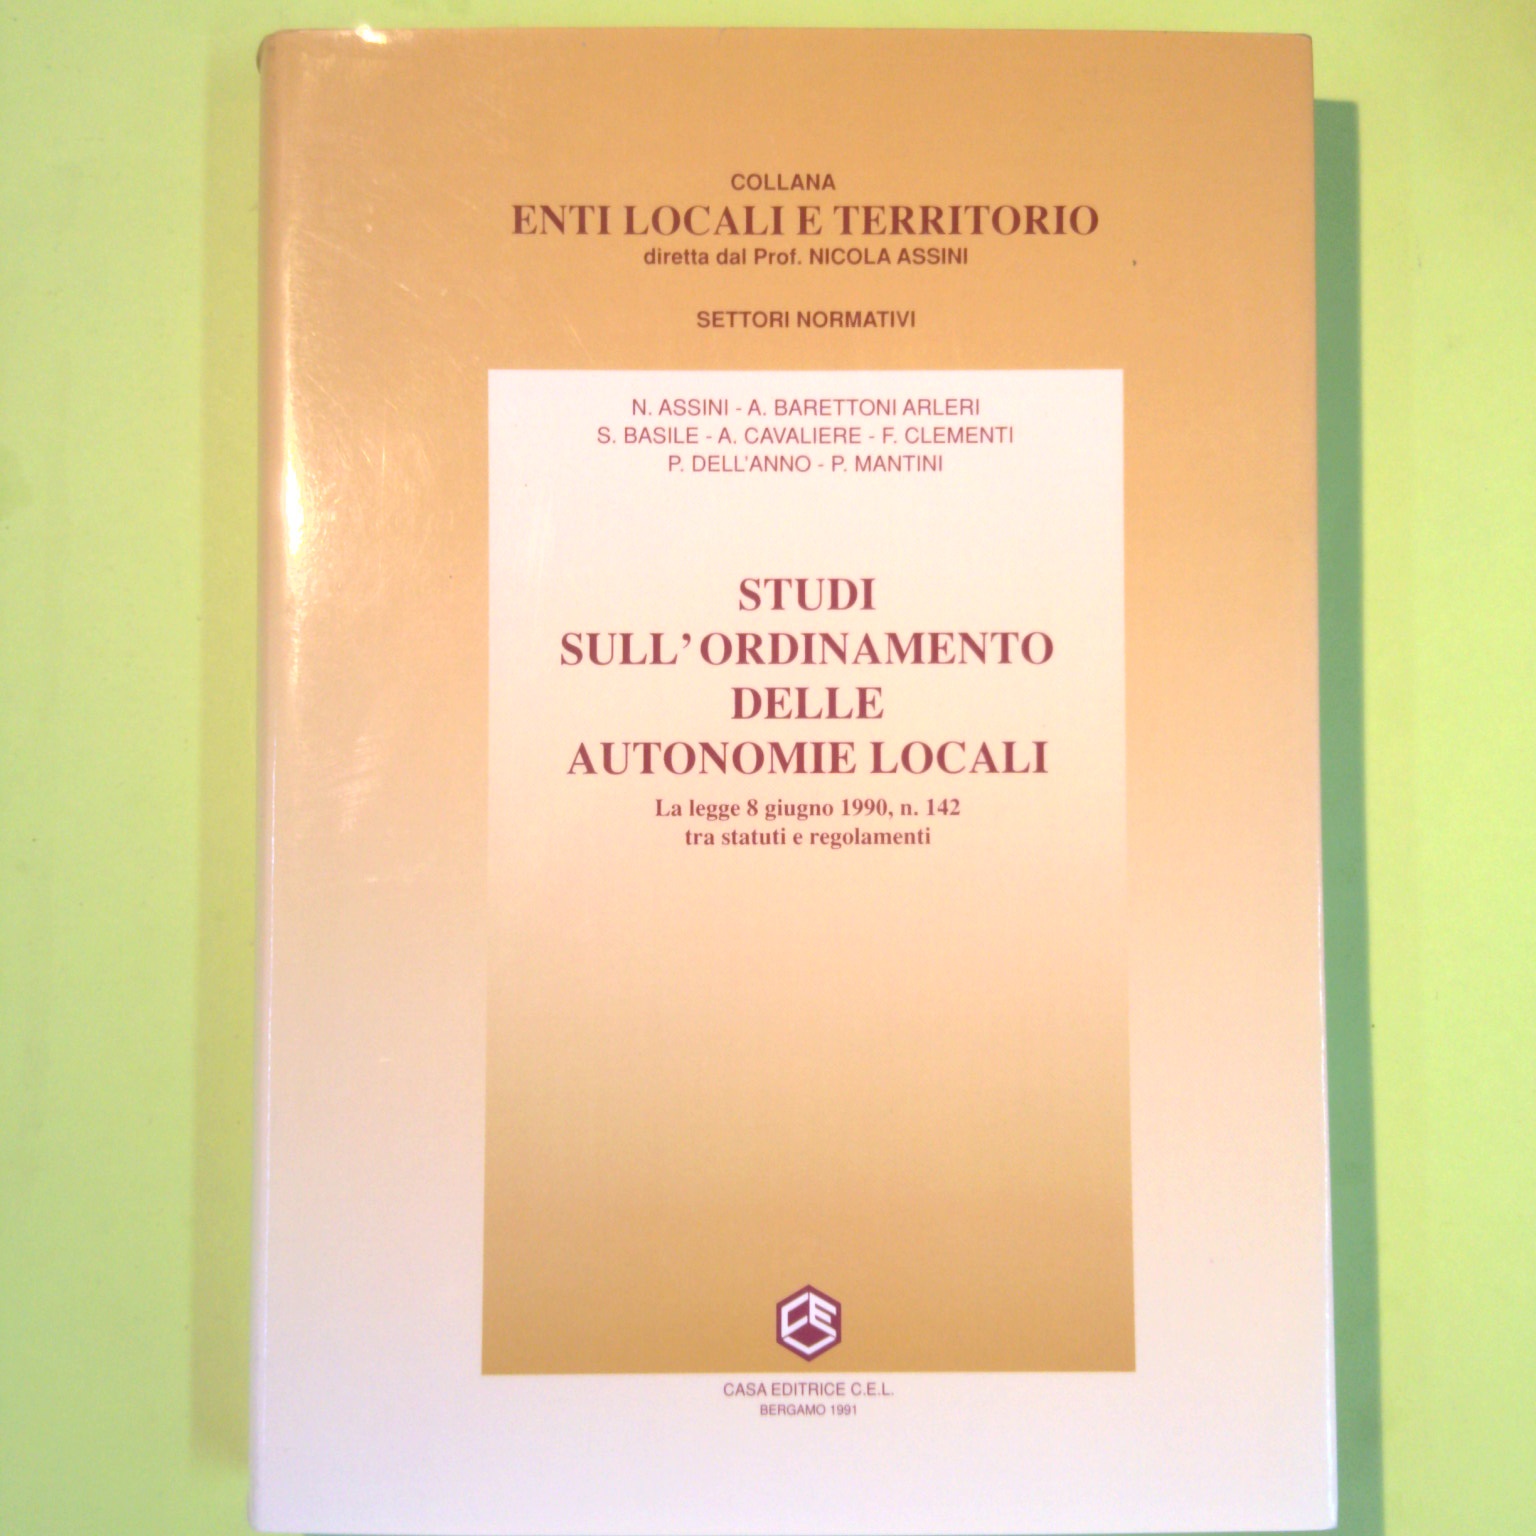 COLLANA
ENTI LOCALI E TERRITORIO
diretta dal Prof. NICOLA ASSINI
SETTORI NORMATIVI
N. ASSINI - A. BARETTONI ARLERI
S. BASILE - A. CAVALIERE - F. CLEMENTI
P. DELL'ANNO - P. MANTINI
STUDI
SULL'ORDINAMENTO
DELLE
AUTONOMIE LOCALI
La legge 8 giugno 1990, n. 142
tra statuti e regolamenti
CEL
CASA EDITRICE C.E.L.
BERGAMO 1991